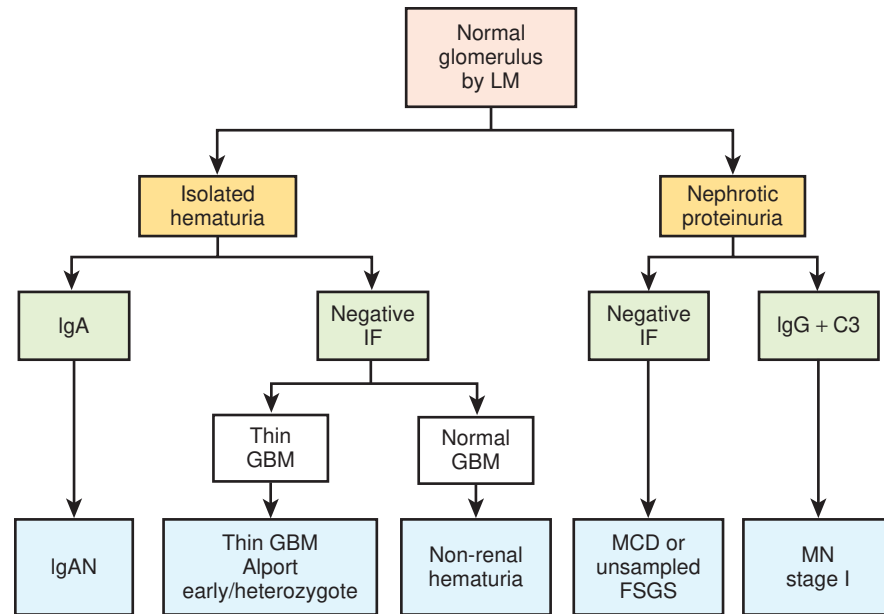 Normal
glomerulus
by LM
Isolated
hematuria
Nephrotic
proteinuria
IgA
Negative
IF
Negative
IF
IgG + C3
Thin
GBM
Normal
GBM
IgAN
Thin GBM
Alport
early/heterozygote
Non-renal
hematuria
MCD or
unsampled
FSGS
MN
stage I